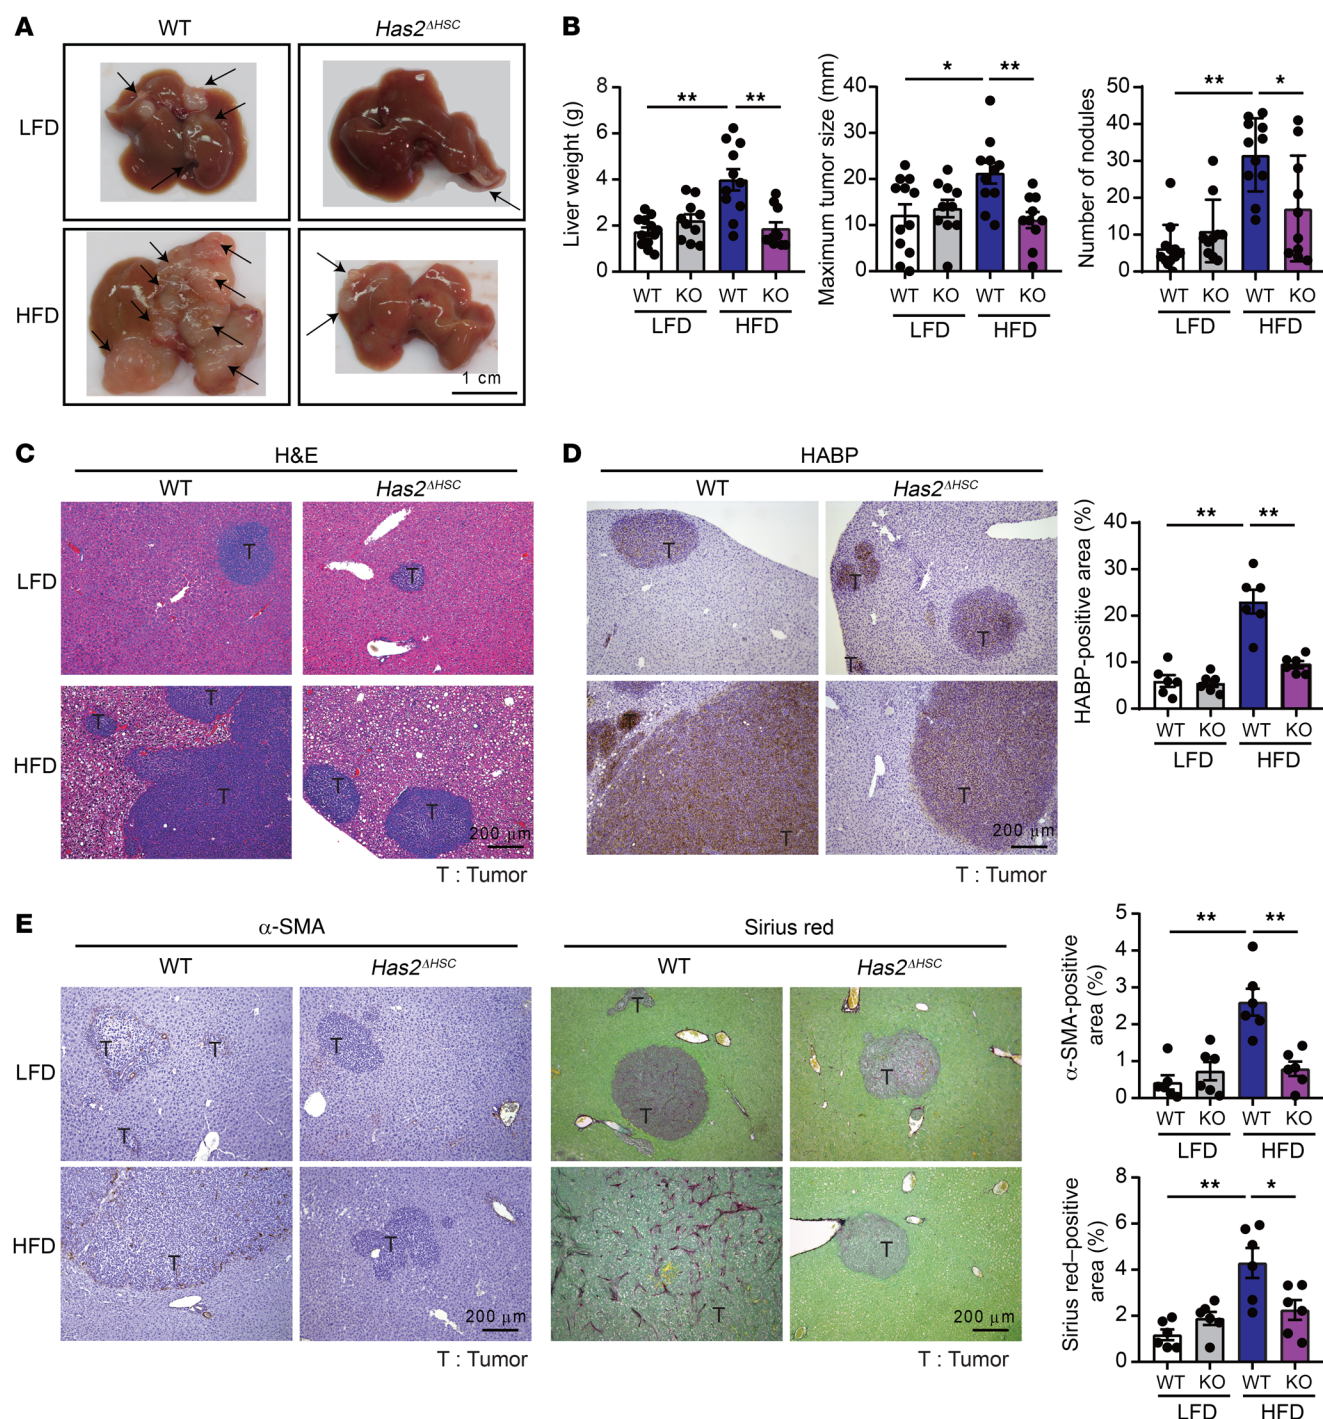 A
WT
Has2ΔHSC
LFD
HFD
1 cm
B
Liver weight (g)
8
6
4
2
0
**
**
WT KO WT KO
LFD HFD
Maximum tumor size (mm)
40
30
20
10
0
*
**
WT KO WT KO
LFD HFD
Number of nodules
50
40
30
20
10
0
**
*
WT KO WT KO
LFD HFD
C
H&E
WT
Has2ΔHSC
LFD
T
T
HFD
T
T
T
T
T
200 μm
T : Tumor
D
HABP
WT
Has2ΔHSC
T
T
T
T
T
T
T
200 μm
T : Tumor
HABP-positive area (%)
40
30
20
10
0
**
**
WT KO WT KO
LFD HFD
E
α-SMA
WT
Has2ΔHSC
LFD
T
T
T
T
HFD
T
T
200 μm
T : Tumor
Sirius red
WT
Has2ΔHSC
T
T
T
T
T
200 μm
T : Tumor
α-SMA-positive
area (%)
5
4
3
2
1
0
**
**
WT KO WT KO
LFD HFD
Sirius red–positive
area (%)
8
6
4
2
0
**
*
WT KO WT KO
LFD HFD